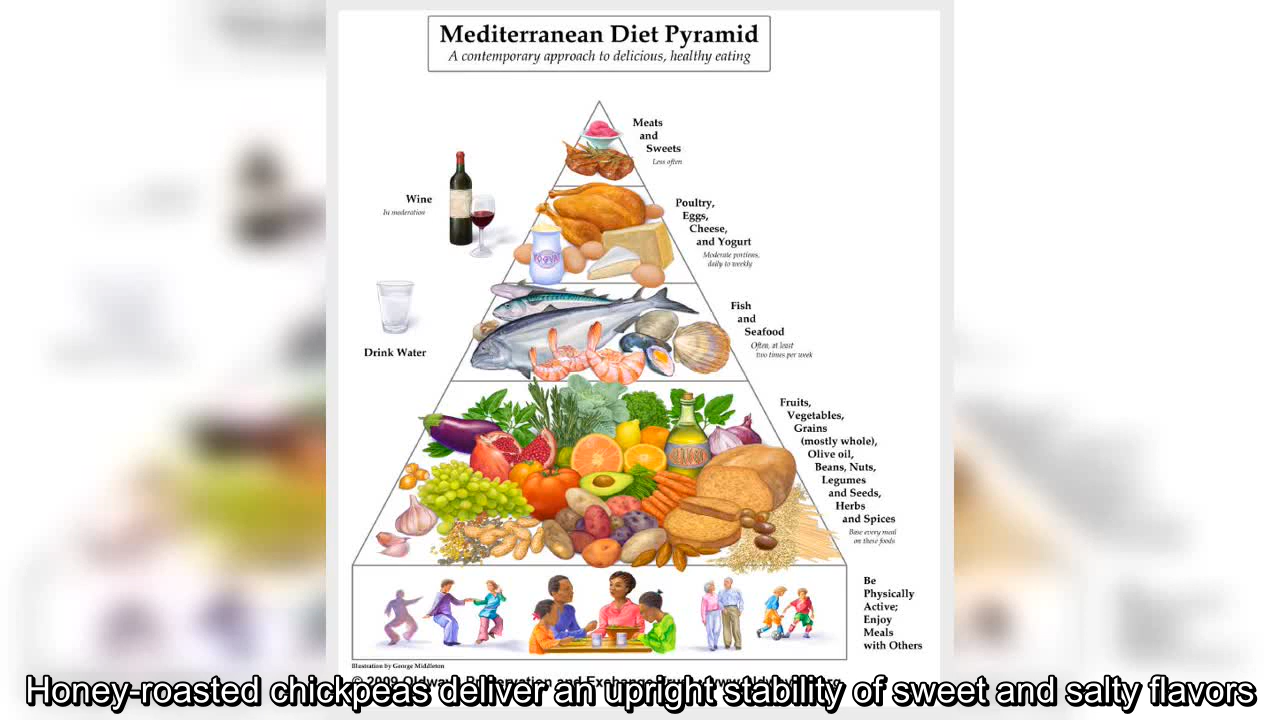 Mediterranean Diet Pyramid
A contemporary approach to delicious, healthy eating
Meats
and
Sweets
Less often
Wine
In moderation
Poultry,
Eggs,
Cheese,
and Yogurt
Moderate portions,
daily to weekly
YOGURT
Drink Water
Fish
and
Seafood
Often, at least
two times per week
Fruits,
Vegetables,
Grains
(mostly whole),
Olive oil,
Beans, Nuts,
Legumes
and Seeds,
Herbs
and Spices
Base every meal
on these foods
Be
Physically
Active;
Enjoy
Meals
with Others
Illustration by George Middleton
© 2009 and Exchange
Honey-roasted chickpeas deliver an upright stability of sweet and salty flavors